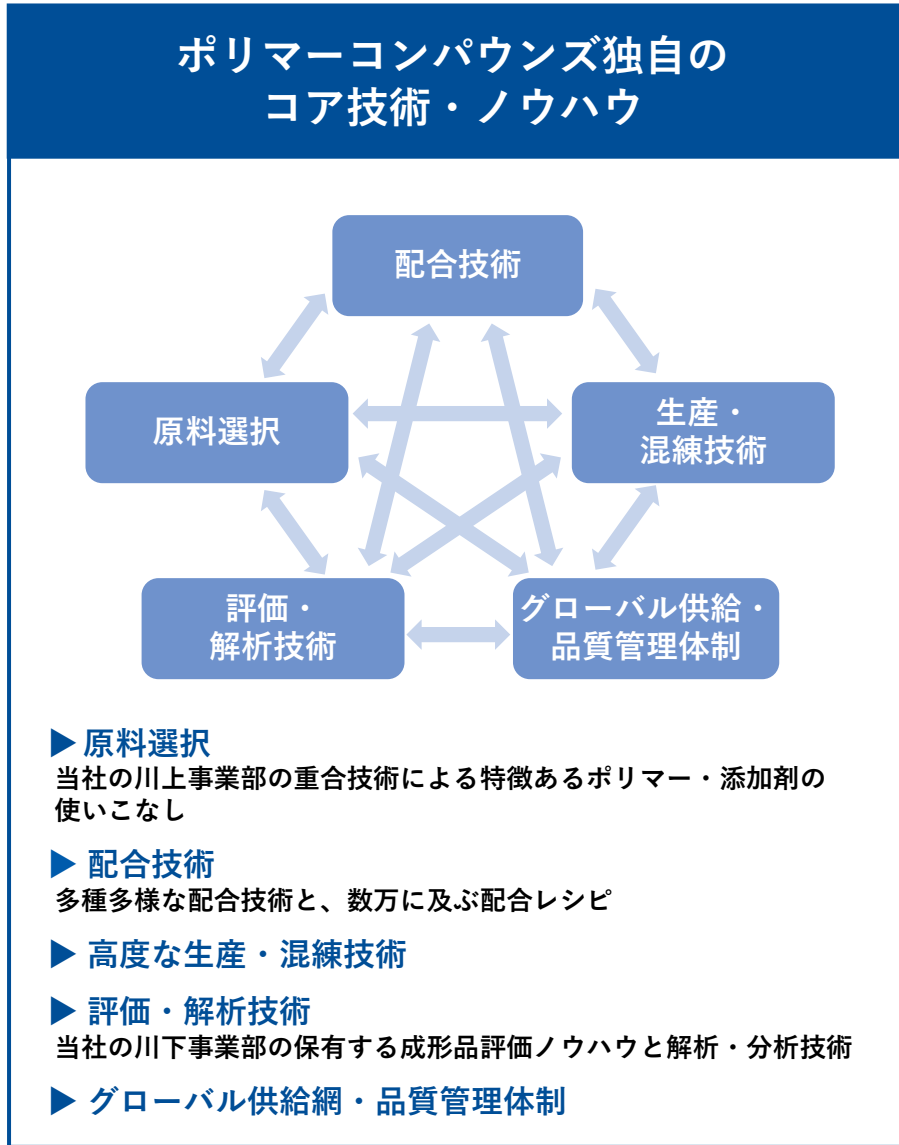 ポリマーコンパウンズ独自の
コア技術・ノウハウ
配合技術
原料選択
生産・
混練技術
評価・
解析技術
グローバル供給・
品質管理体制
▶ 原料選択
当社の川上事業部の重合技術による特徴あるポリマー・添加剤の
使いこなし
▶ 配合技術
多種多様な配合技術と、数万に及ぶ配合レシピ
▶ 高度な生産・混練技術
▶ 評価・解析技術
当社の川下事業部の保有する成形品評価ノウハウと解析・分析技術
▶ グローバル供給網・品質管理体制